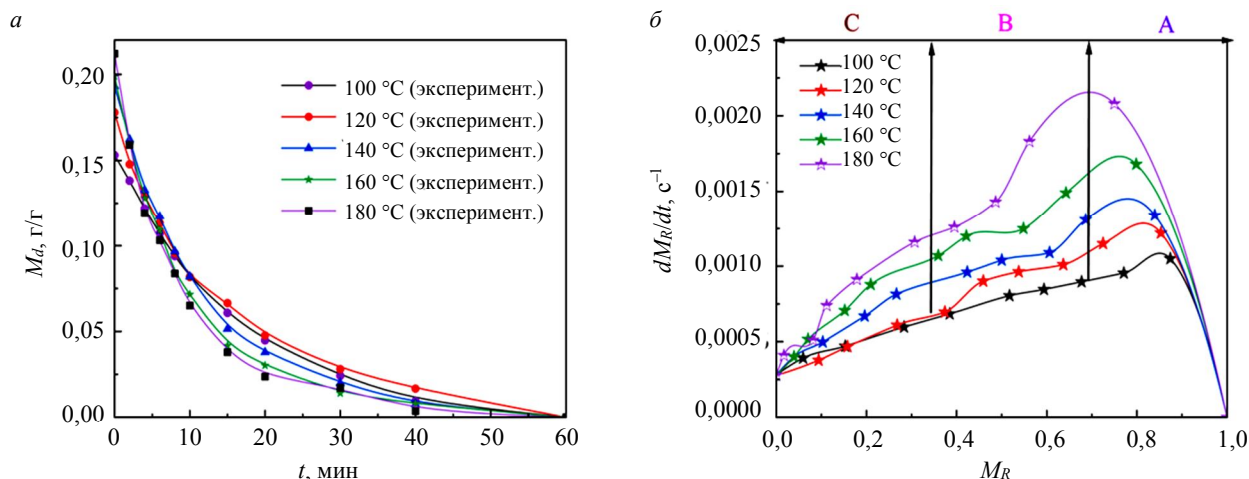 а
0,20
0,15
0,10
0,05
0,00
M_d, г/г
0 10 20 30 40 50 60
t, мин
100 °C (эксперимент.)
120 °C (эксперимент.)
140 °C (эксперимент.)
160 °C (эксперимент.)
180 °C (эксперимент.)
б
C B A
0,0025
0,0020
0,0015
0,0010
0,0005
0,0000
dM_R/dt, с⁻¹
100 °C
120 °C
140 °C
160 °C
180 °C
0,0 0,2 0,4 0,6 0,8 1,0
M_R